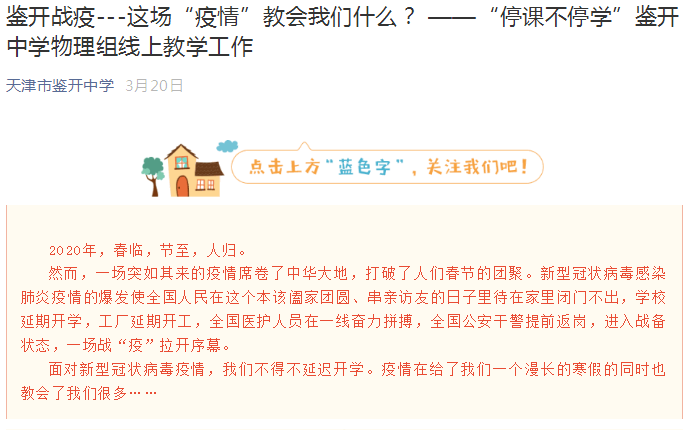 鉴开战疫---这场“疫情”教会我们什么？ ——“停课不停学”鉴开
中学物理组线上教学工作
天津市鉴开中学 3月20日
点击上方“蓝色字”，关注我们吧！
2020年，春临，节至，人归。
然而，一场突如其来的疫情席卷了中华大地，打破了人们春节的团聚。新型冠状病毒感染
肺炎疫情的爆发使全国人民在这个本该阖家团圆、串亲访友的日子里待在家里闭门不出，学校
延期开学，工厂延期开工，全国医护人员在一线奋力拼搏，全国公安干警提前返岗，进入战备
状态，一场战“疫”拉开序幕。
面对新型冠状病毒疫情，我们不得不延迟开学。疫情在给了我们一个漫长的寒假的同时也
教会了我们很多……